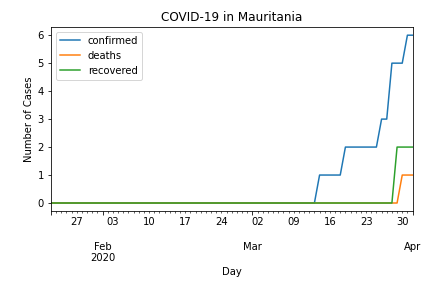 COVID-19 in Mauritania
confirmed
deaths
recovered
Number of Cases
6
5
4
3
2
1
0
27 03 10 17 24 02 09 16 23 30
Feb Mar Apr
2020
Day